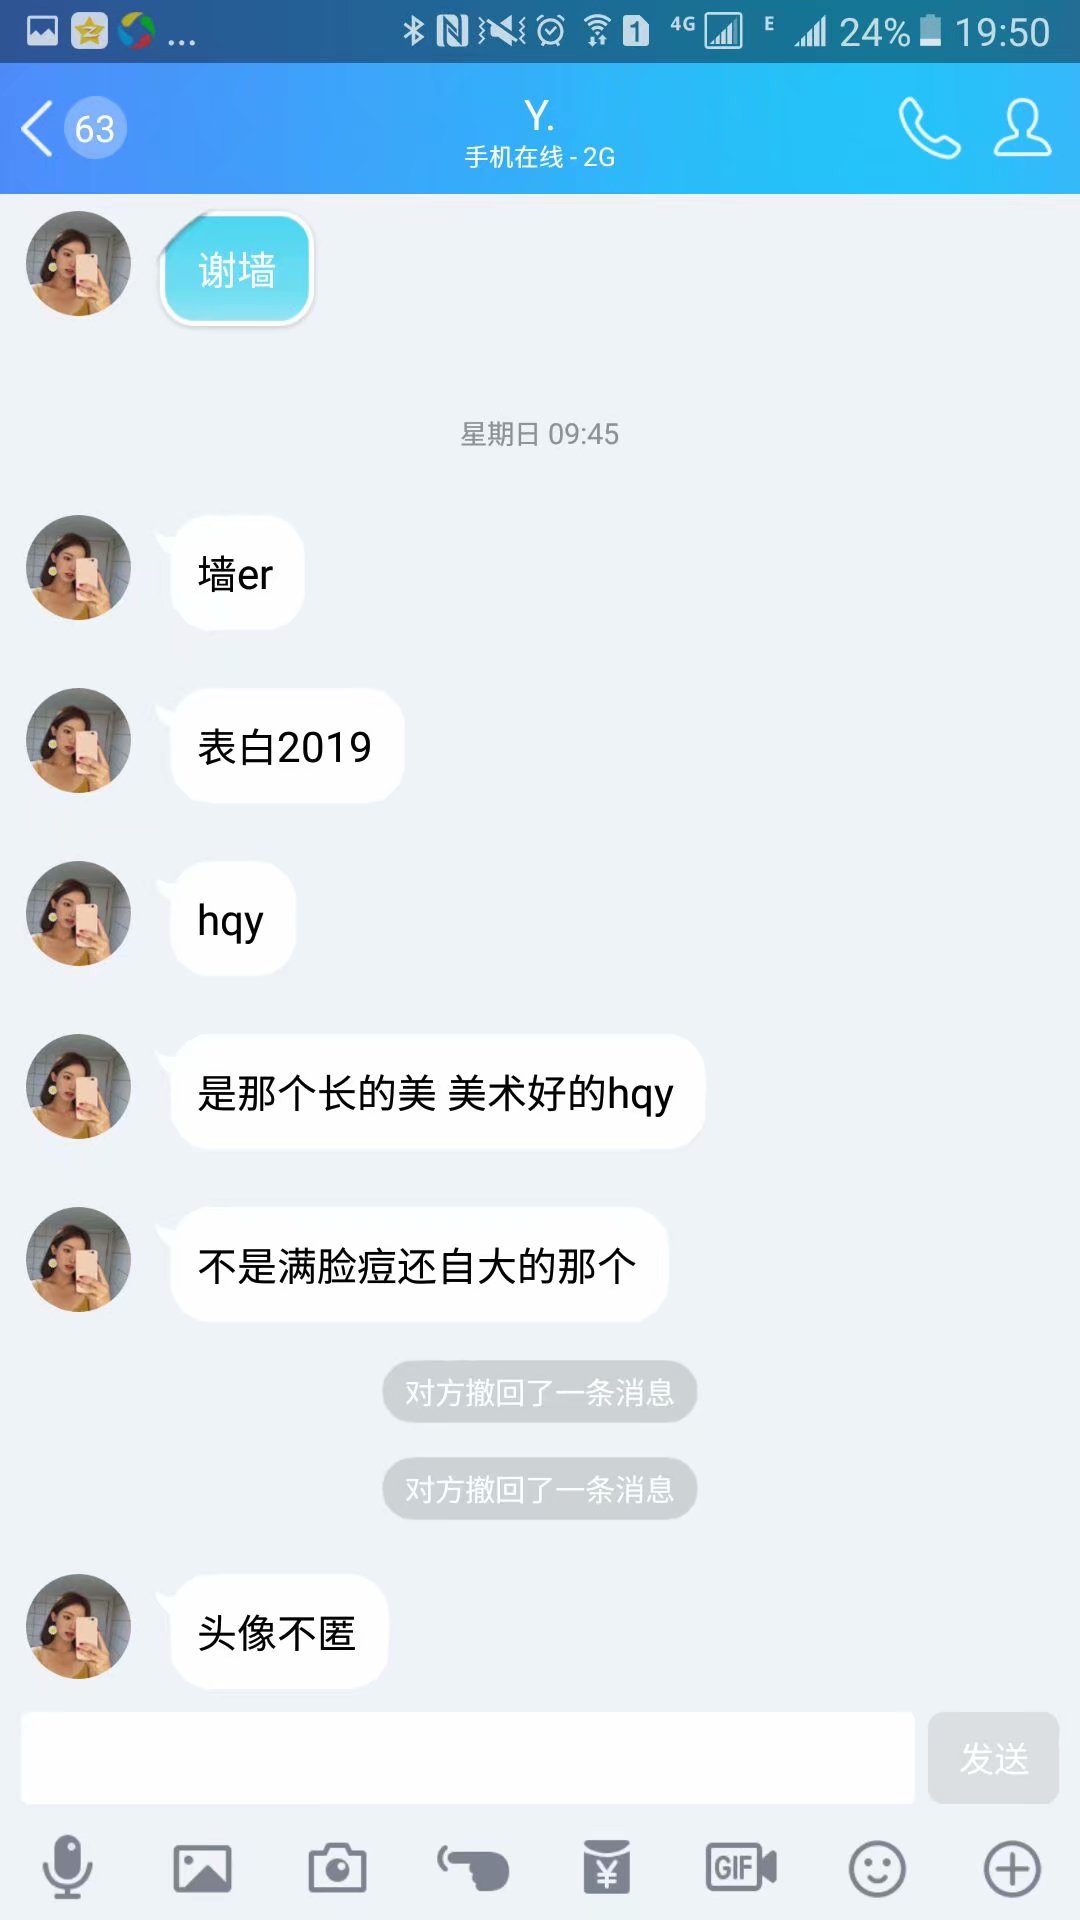 ... 1 4G E 24% 19:50
63
Y.
手机在线 - 2G
谢墙
星期日 09:45
墙er
表白2019
hqy
是那个长的美 美术好的hqy
不是满脸痘还自大的那个
对方撤回了一条消息
对方撤回了一条消息
头像不匿
发送
GIF